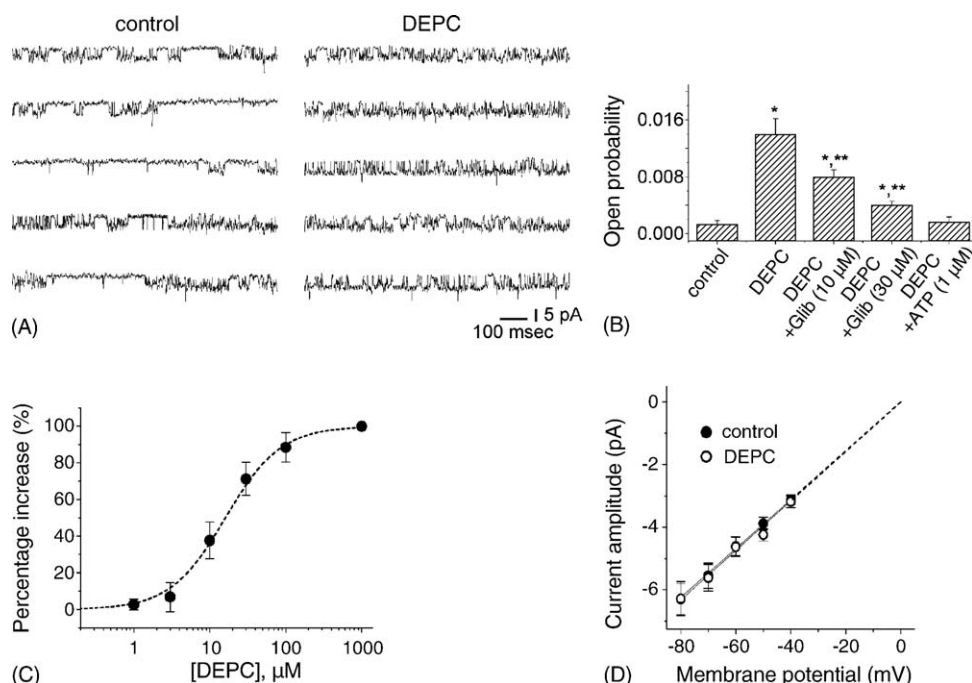 control
DEPC
5 pA
100 msec
(A)
Open probability
0.016
0.008
0.000
*
*,**
*,**
control
DEPC
DEPC
+Glib (10 μM)
DEPC
+Glib (30 μM)
DEPC
+ATP (1 μM)
(B)
Percentage increase (%)
100
80
60
40
20
0
1
10
100
1000
[DEPC], μM
(C)
Current amplitude (pA)
0
-2
-4
-6
control
DEPC
-80
-60
-40
-20
0
Membrane potential (mV)
(D)